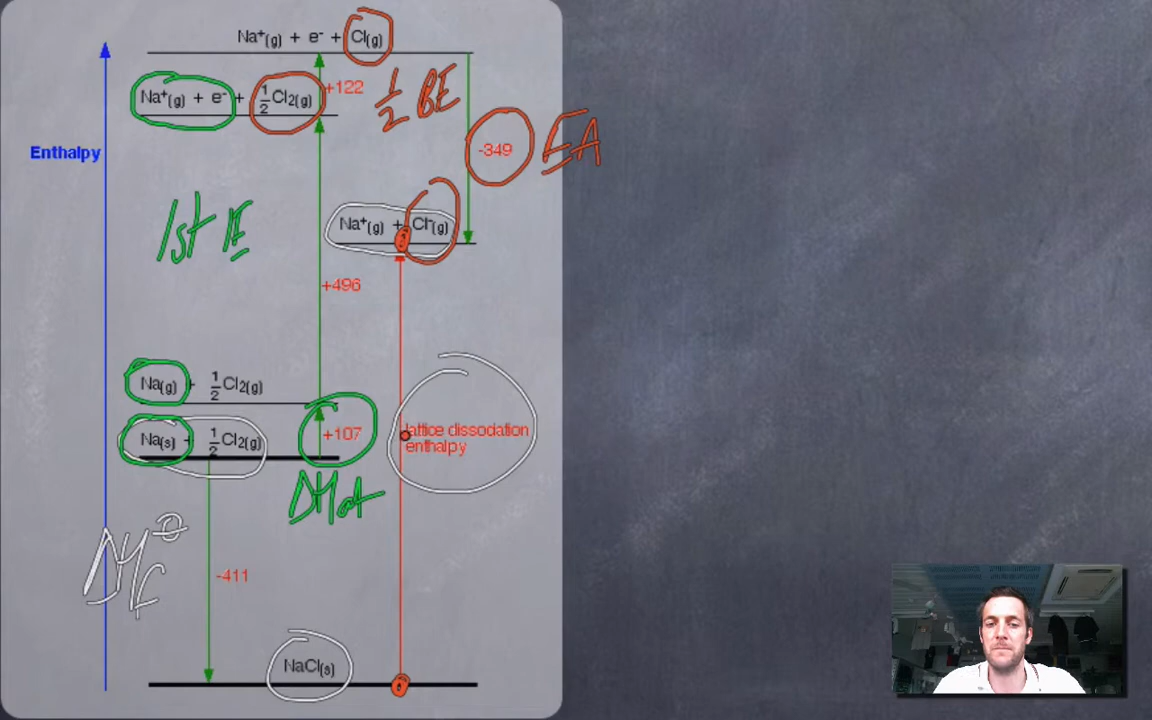 Na⁺(g) + e⁻ + Cl(g)
+122
½ BE
Na⁺(g) + e⁻ + ½Cl₂(g)
Enthalpy
-349
EA
1st IE
Na⁺(g) + Cl⁻(g)
+496
Na(g) + ½Cl₂(g)
Na(s) + ½Cl₂(g)
+107
lattice dissodation
enthalpy
ΔHat
ΔHf⊖
-411
NaCl(s)